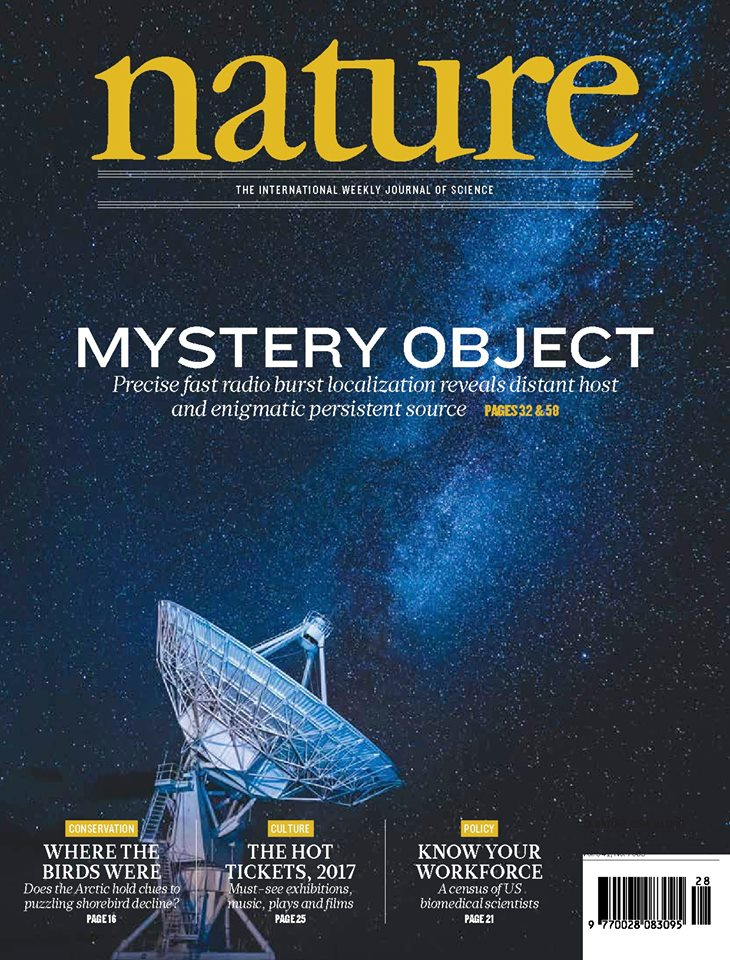 nature
THE INTERNATIONAL WEEKLY JOURNAL OF SCIENCE
MYSTERY OBJECT
Precise fast radio burst localization reveals distant host
and enigmatic persistent source PAGES 32 & 58
CONSERVATION
WHERE THE
BIRDS WERE
Does the Arctic hold clues to
puzzling shorebird decline?
PAGE 16
CULTURE
THE HOT
TICKETS, 2017
Must-see exhibitions,
music, plays and films
PAGE 25
POLICY
KNOW YOUR
WORKFORCE
A census of US
biomedical scientists
PAGE 21
28
9 770028 083095